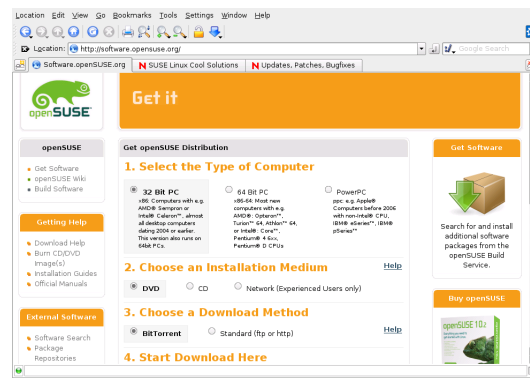 Location Edit View Go Bookmarks Tools Settings Window Help
Location: http://software.opensuse.org/
Google Search
Software.openSUSE.org
SUSE Linux Cool Solutions
Updates, Patches, Bugfixes
openSUSE
Get it
openSUSE
Get Software
openSUSE Wiki
Build Software
Getting Help
Download Help
Burn CD/DVD
Image(s)
Installation Guides
Official Manuals
External Software
Software Search
Package
Repositories
Get openSUSE Distribution
1. Select the Type of Computer
32 Bit PC
x86: Computers with e.g.
AMD® Sempron or
Intel® Celeron™, almost
all desktop computers
dating 2004 or earlier.
This version also runs on
64bit PCs.
64 Bit PC
x86-64: Most new
computers with e.g.
AMD®: Opteron™,
Turion™ 64, Athlon™ 64,
or Intel®: Core™,
Pentium® 4 6xx,
Pentium® D CPUs
PowerPC
ppc: e.g. Apple®
Computers before 2006
with non-Intel® CPU,
IBM® eSeries™, IBM®
pSeries™
2. Choose an Installation Medium
Help
DVD
CD
Network (Experienced Users only)
3. Choose a Download Method
BitTorrent
Standard (ftp or http)
Help
4. Start Download Here
Get Software
Search for and install
additional software
packages from the
openSUSE Build
Service.
Buy openSUSE
openSUSE 10.2